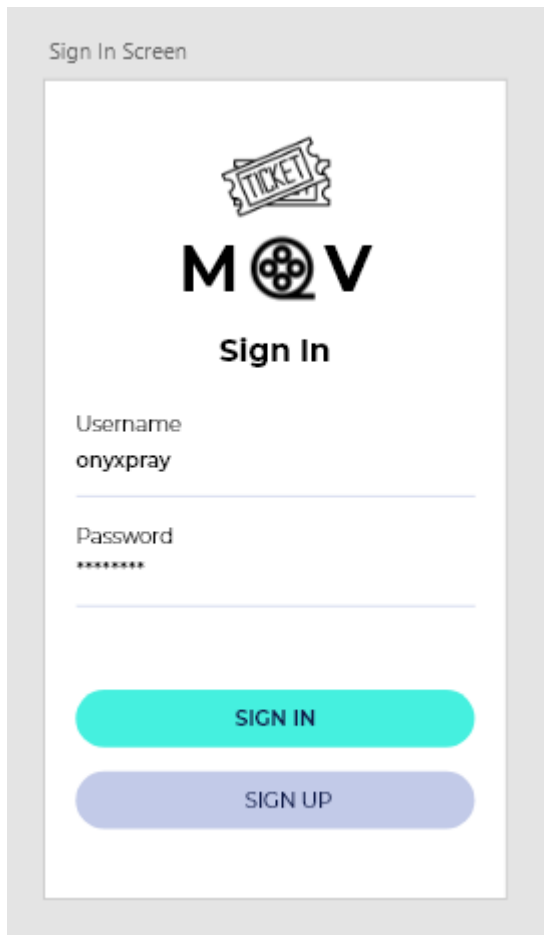 Sign In Screen
TICKET
M V
Sign In
Username
onyxpray
Password
********
SIGN IN
SIGN UP